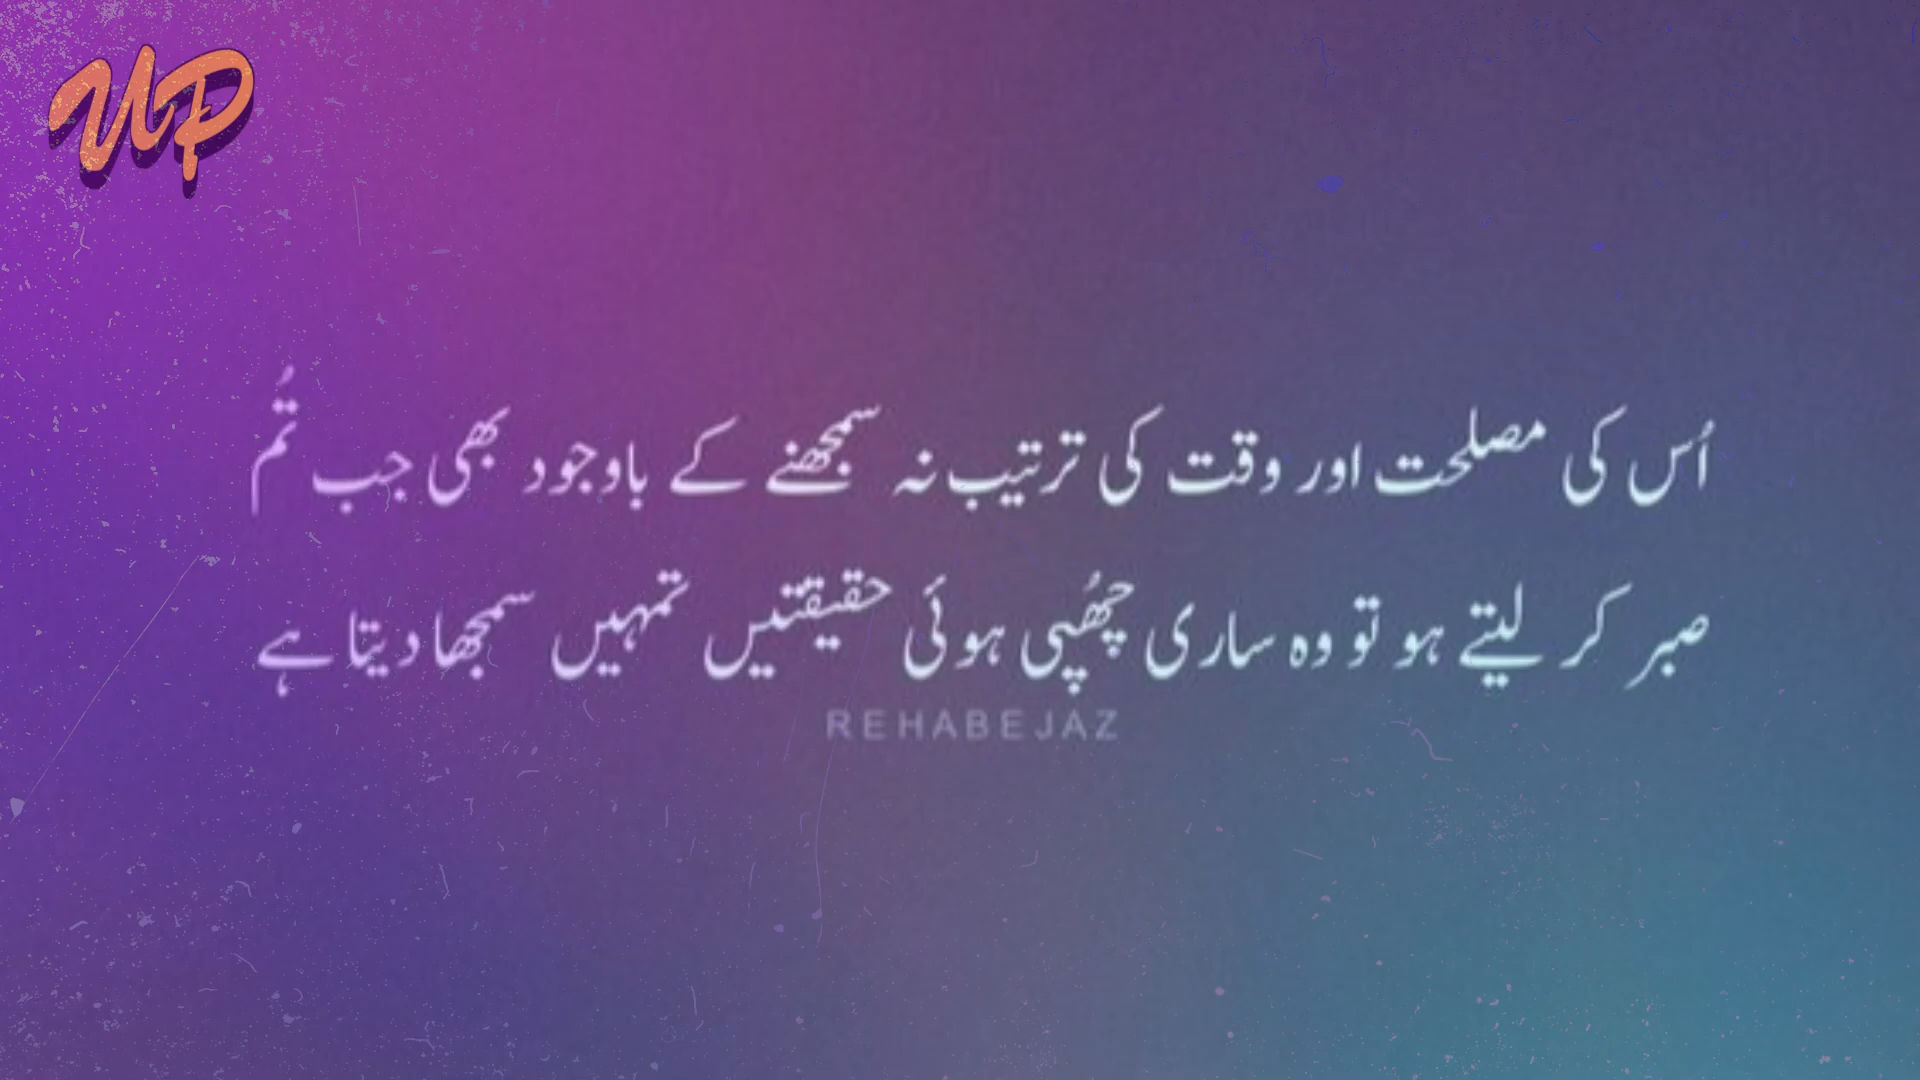 UP
اُس کی مصلحت اور وقت کی ترتیب نہ سمجھنے کے باوجود بھی جب تُم
صبر کر لیتے ہو تو وہ ساری چھُپی ہوئی حقیقتیں تمہیں سمجھا دیتا ہے
REHABEJAZ